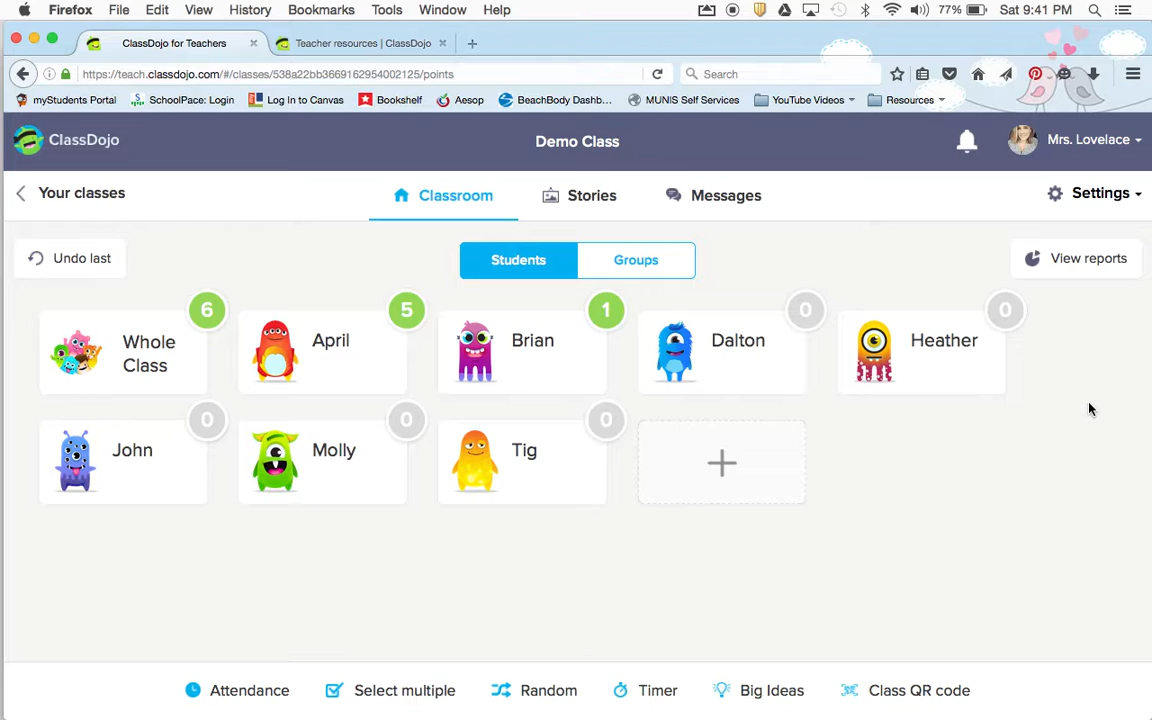 Firefox File Edit View History Bookmarks Tools Window Help 77% Sat 9:41 PM
ClassDojo for Teachers Teacher resources | ClassDojo
https://teach.classdojo.com/#/classes/538a22bb3669162954002125/points Search
myStudents Portal SchoolPace: Login Log In to Canvas Bookshelf Aesop BeachBody Dashb... MUNIS Self Services YouTube Videos Resources
ClassDojo Demo Class Mrs. Lovelace
Your classes Classroom Stories Messages Settings
Undo last Students Groups View reports
6 5 1 0 0
Whole Class April Brian Dalton Heather
0 0 0
John Molly Tig
Attendance Select multiple Random Timer Big Ideas Class QR code